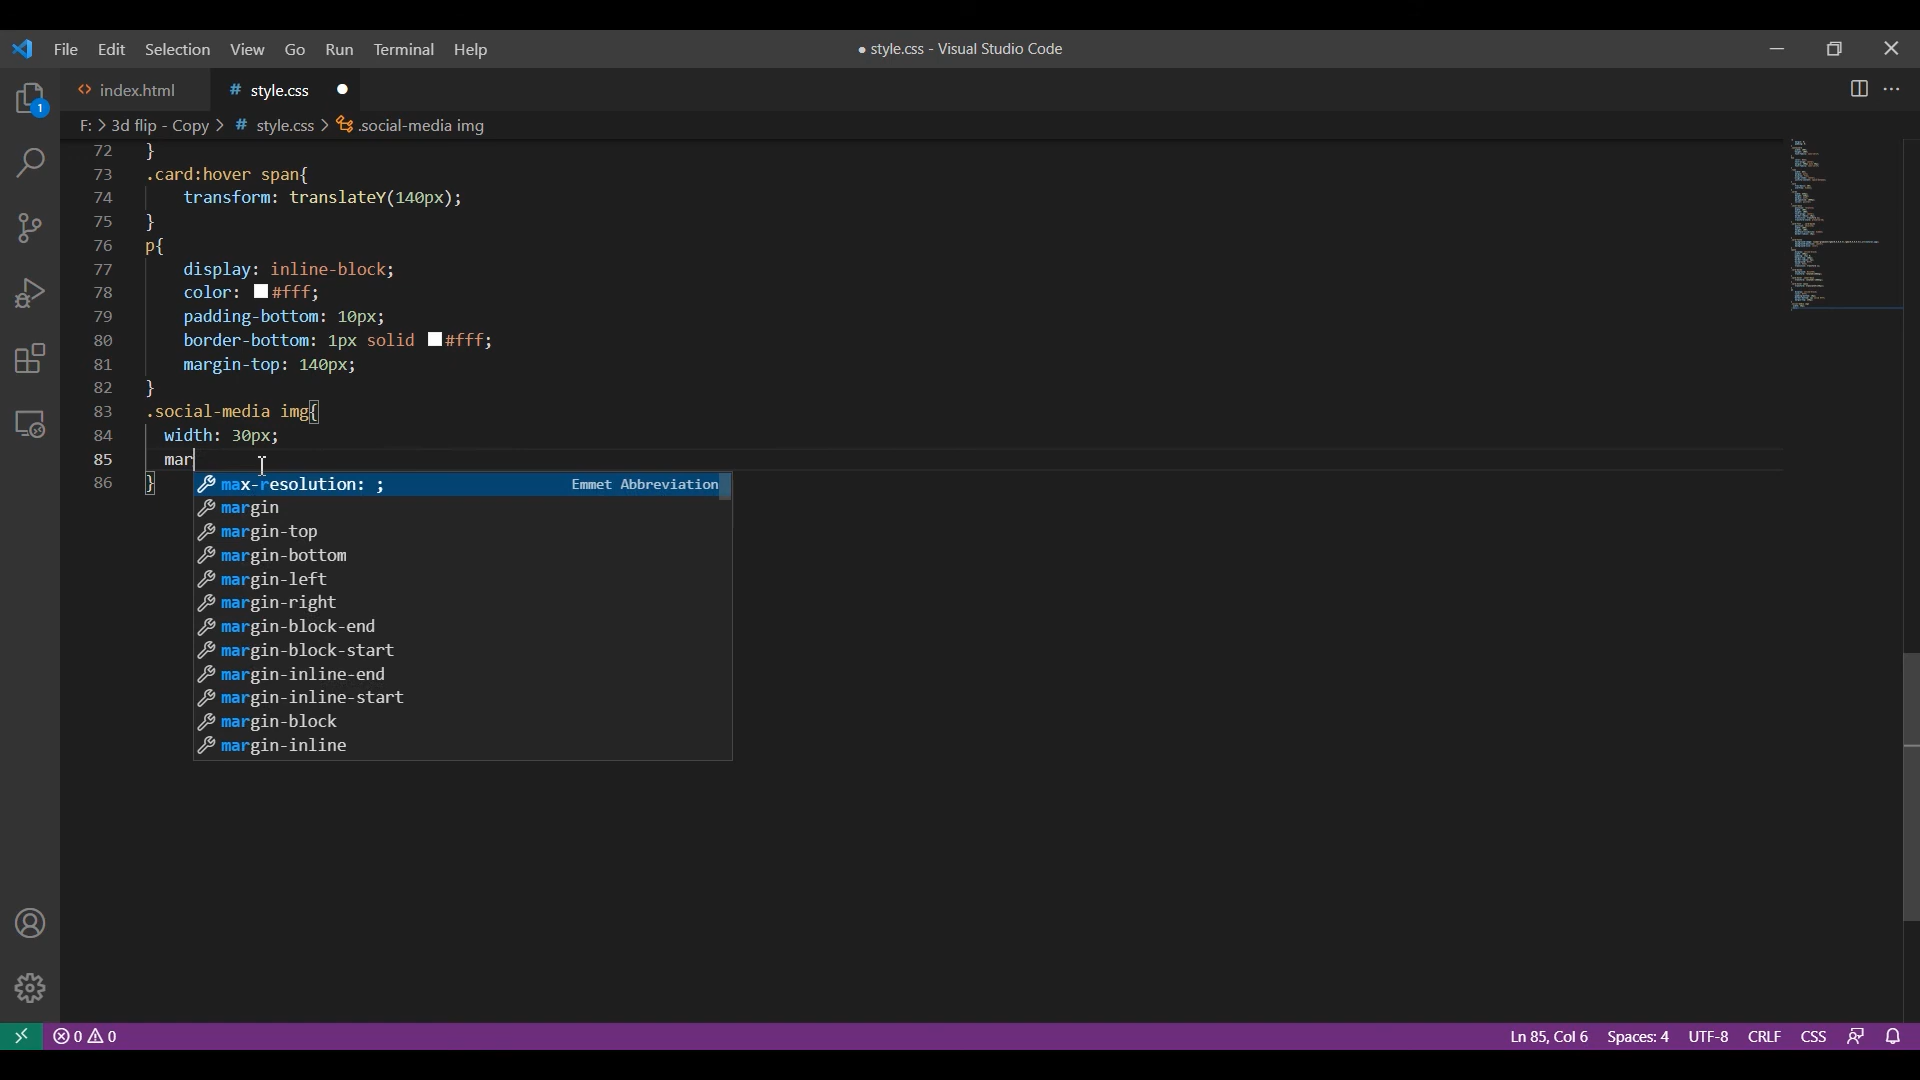 File Edit Selection View Go Run Terminal Help ● style.css - Visual Studio Code
<> index.html # style.css ●
F: > 3d flip - Copy > # style.css > .social-media img
72 }
73 .card:hover span{
74 transform: translateY(140px);
75 }
76 p{
77 display: inline-block;
78 color: #fff;
79 padding-bottom: 10px;
80 border-bottom: 1px solid #fff;
81 margin-top: 140px;
82 }
83 .social-media img{
84 width: 30px;
85 mar
86 }
max-resolution: ; Emmet Abbreviation
margin
margin-top
margin-bottom
margin-left
margin-right
margin-block-end
margin-block-start
margin-inline-end
margin-inline-start
margin-block
margin-inline
1
0 0 Ln 85, Col 6 Spaces: 4 UTF-8 CRLF CSS